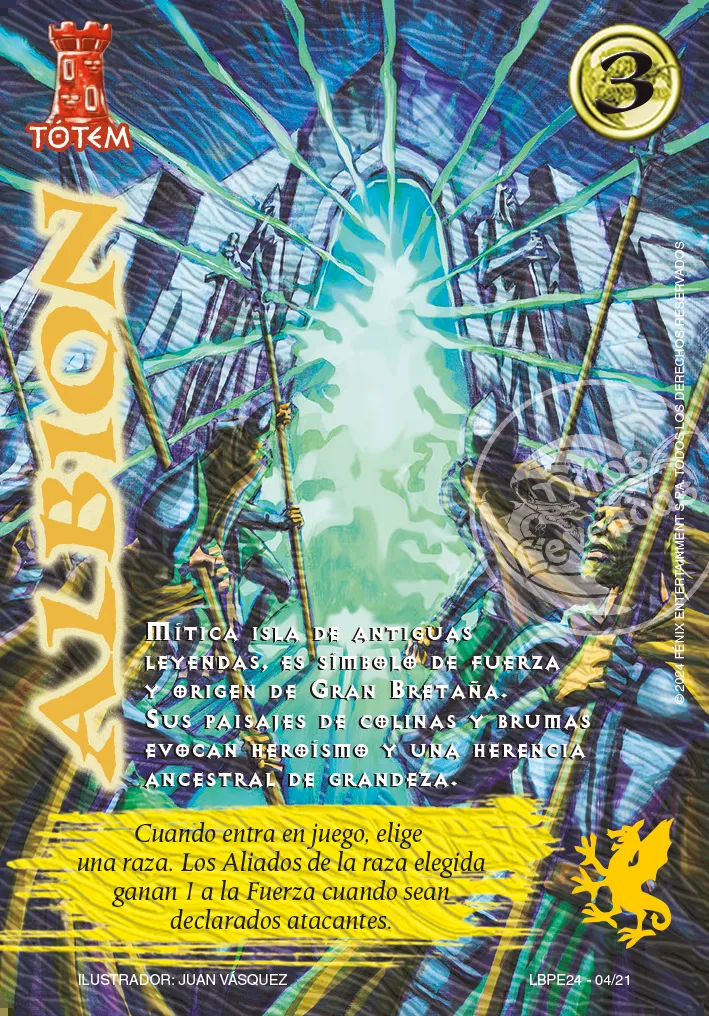 TÓTEM
3
ALBION
MÍTICA ISLA DE ANTIGUAS
LEYENDAS, ES SÍMBOLO DE FUERZA
Y ORIGEN DE GRAN BRETAÑA.
SUS PAISAJES DE COLINAS Y BRUMAS
EVOCAN HEROÍSMO Y UNA HERENCIA
ANCESTRAL DE GRANDEZA.
Cuando entra en juego, elige
una raza. Los Aliados de la raza elegida
ganan 1 a la Fuerza cuando sean
declarados atacantes.
ILUSTRADOR: JUAN VÁSQUEZ
LBPE24 - 04/21
© 2024 FENIX ENTERTAINMENT S.P.A. TODOS LOS DERECHOS RESERVADOS